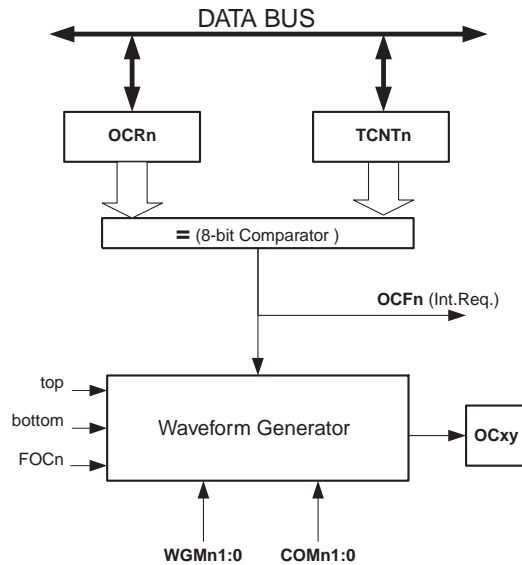 DATA BUS
OCRn
TCNTn
= (8-bit Comparator )
OCFn (Int.Req.)
top
bottom
FOCn
Waveform Generator
OCxy
WGMn1:0
COMn1:0